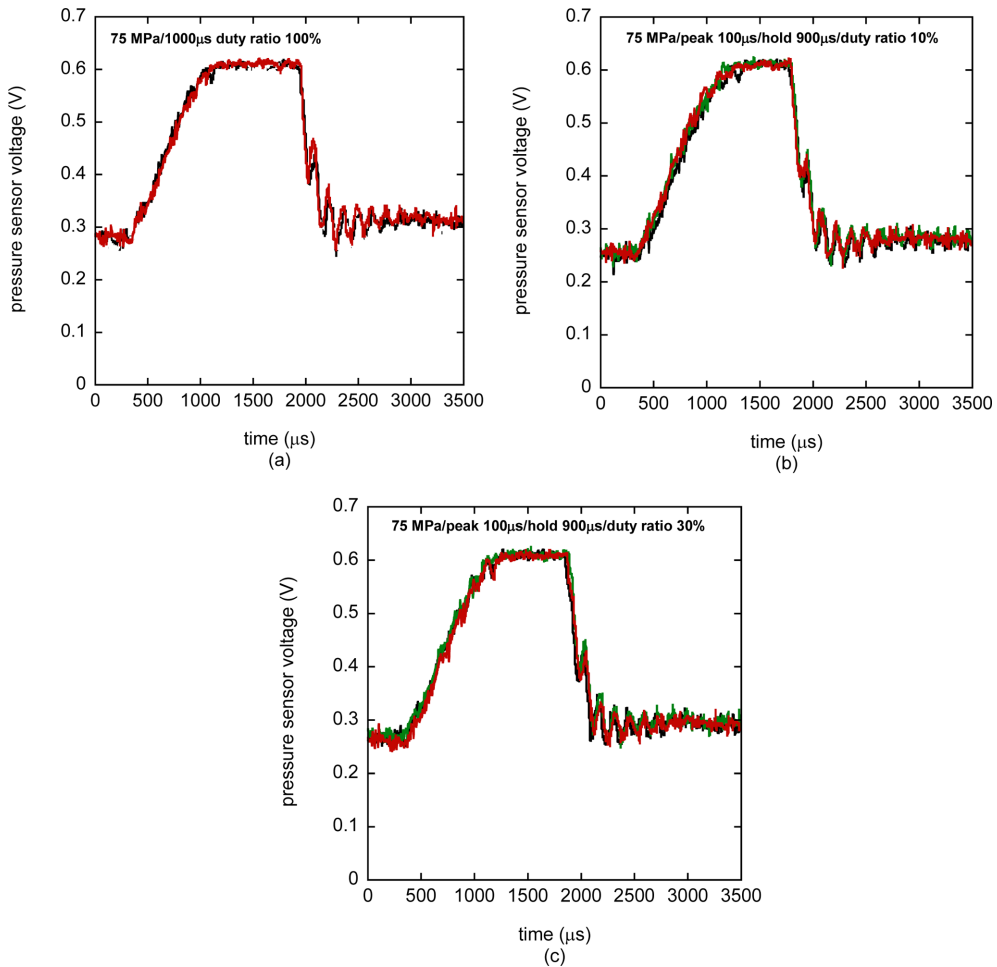 75 MPa/1000μs duty ratio 100%
pressure sensor voltage (V)
0.7
0.6
0.5
0.4
0.3
0.2
0.1
0
0 500 1000 1500 2000 2500 3000 3500
time (μs)
(a)
75 MPa/peak 100μs/hold 900μs/duty ratio 10%
pressure sensor voltage (V)
0.7
0.6
0.5
0.4
0.3
0.2
0.1
0
0 500 1000 1500 2000 2500 3000 3500
time (μs)
(b)
75 MPa/peak 100μs/hold 900μs/duty ratio 30%
pressure sensor voltage (V)
0.7
0.6
0.5
0.4
0.3
0.2
0.1
0
0 500 1000 1500 2000 2500 3000 3500
time (μs)
(c)